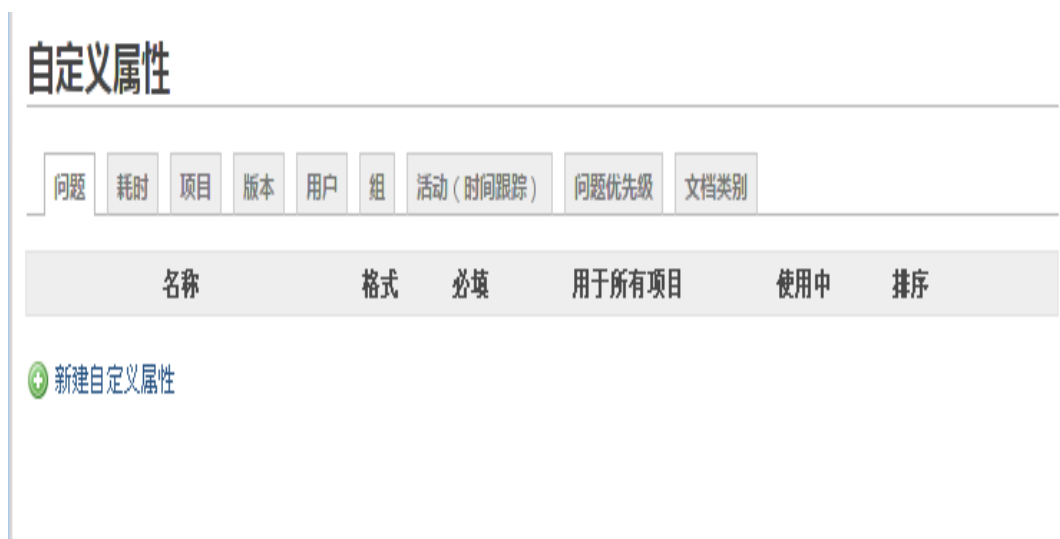 自定义属性
问题 耗时 项目 版本 用户 组 活动（时间跟踪） 问题优先级 文档类别
名称 格式 必填 用于所有项目 使用中 排序
新建自定义属性